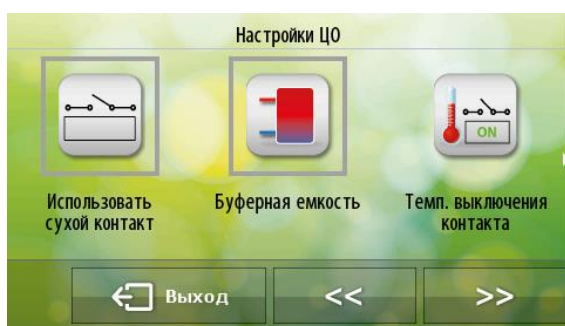 Настройки ЦО
ON
Использовать
сухой контакт
Буферная емкость
Темп. выключения
контакта
Выход
<<
>>